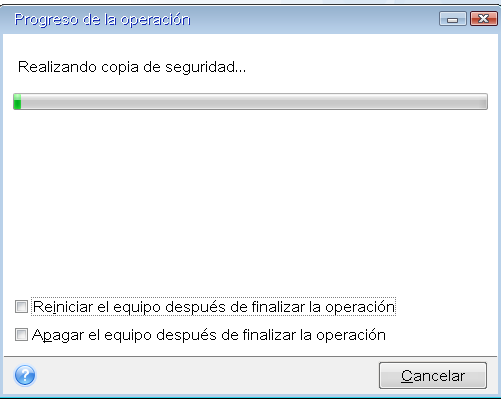 Progreso de la operación
Realizando copia de seguridad...
Reiniciar el equipo después de finalizar la operación
Apagar el equipo después de finalizar la operación
?
Cancelar